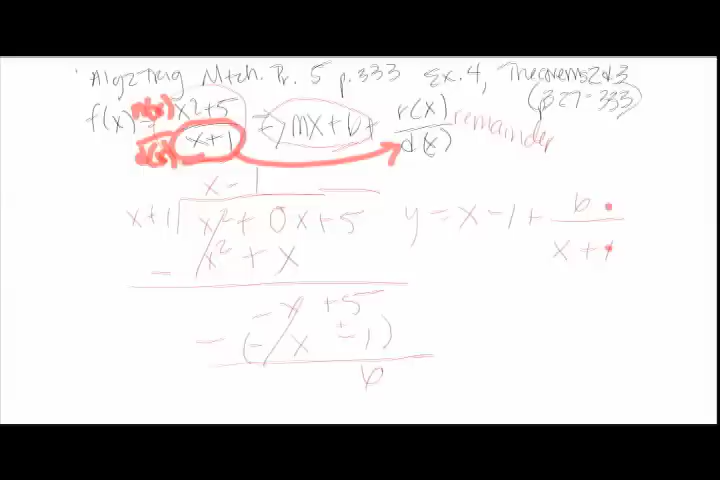 Alg2Trig Mtch. Pr. 5 p.333 Ex. 4, Theorems 2&3
(p327-333)
f(x) = n(x) x2+5 / d(x) x+1 => y mx+b+ r(x) / d(x) remainder
x - 1
x+1 x² + 0x+5 y = x - 1 + 6 / x + 1
- x² + x
-x +5
- (-x -1)
6